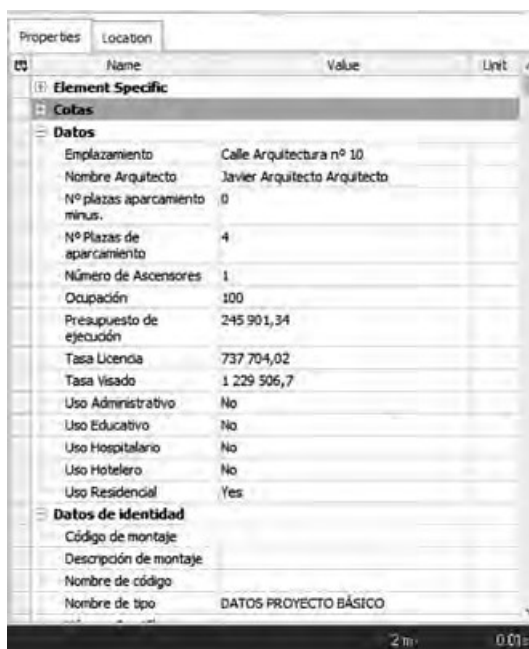 Properties Location
Name Value Unit
Element Specific
Cotas
Datos
Emplazamiento Calle Arquitectura nº 10
Nombre Arquitecto Javier Arquitecto Arquitecto
Nº plazas aparcamiento 0
minus.
Nº Plazas de 4
aparcamiento
Número de Ascensores 1
Ocupación 100
Presupuesto de 245 901,34
ejecución
Tasa Licencia 737 704,02
Tasa Visado 1 229 506,7
Uso Administrativo No
Uso Educativo No
Uso Hospitalario No
Uso Hotelero No
Uso Residencial Yes
Datos de identidad
Código de montaje
Descripción de montaje
Nombre de código
Nombre de tipo DATOS PROYECTO BÁSICO
2 m 0.01